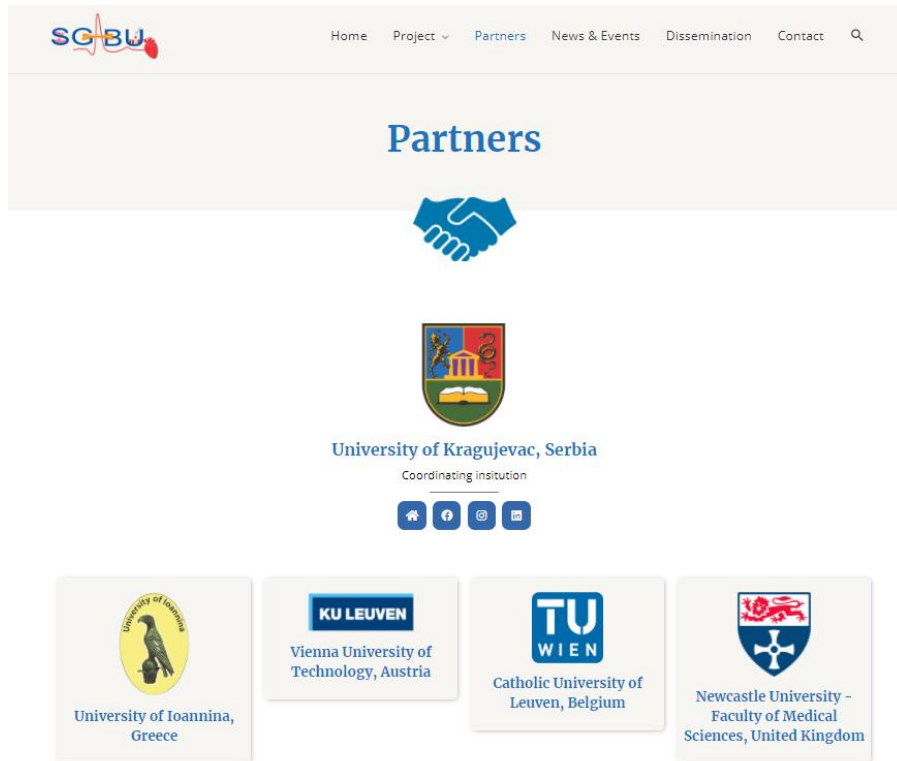 SGABU
Home Project Partners News & Events Dissemination Contact
Partners
University of Kragujevac, Serbia
Coordinating insitution
University of Ioannina
University of Ioannina,
Greece
KU LEUVEN
Vienna University of
Technology, Austria
TU
WIEN
Catholic University of
Leuven, Belgium
Newcastle University -
Faculty of Medical
Sciences, United Kingdom